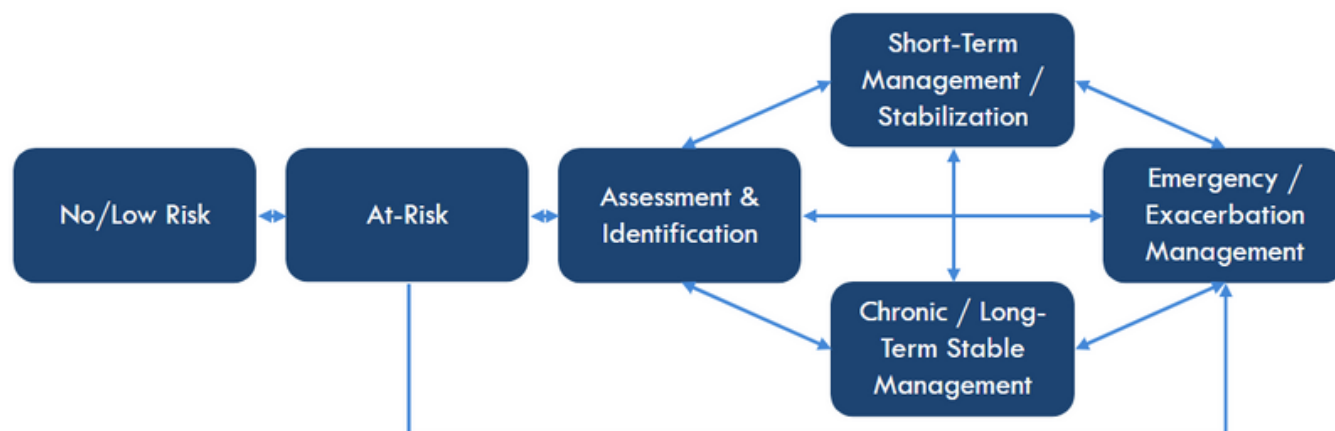 No/Low Risk
At-Risk
Assessment &
Identification
Short-Term
Management /
Stabilization
Chronic / Long-
Term Stable
Management
Emergency /
Exacerbation
Management